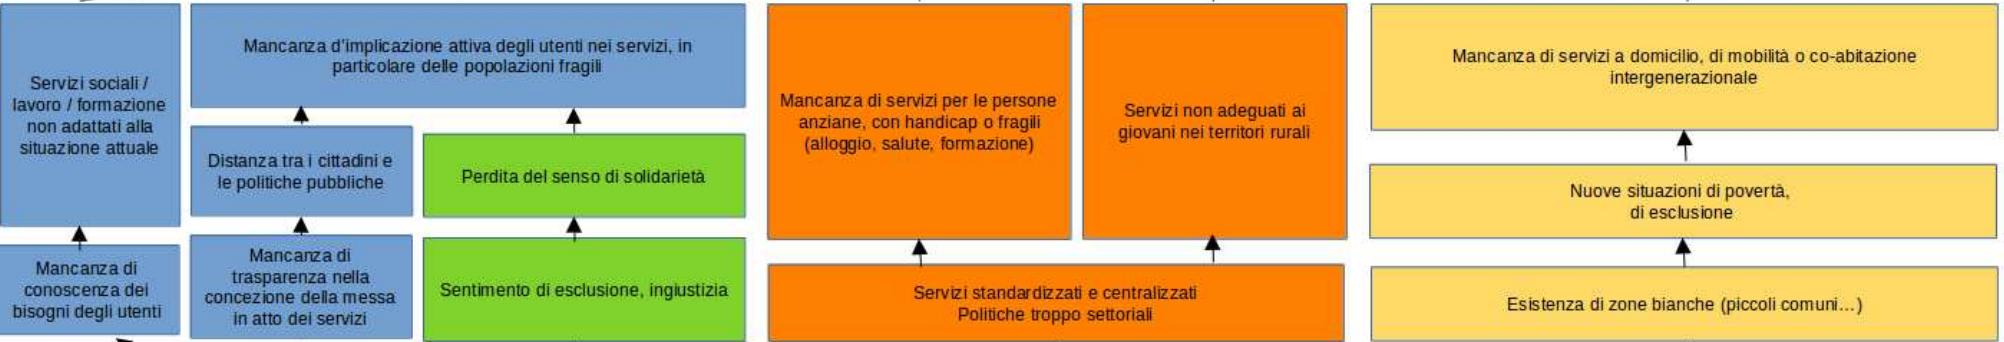 Servizi sociali /
lavoro / formazione
non adattati alla
situazione attuale
Mancanza di
conoscenza dei
bisogni degli utenti
Mancanza d'implicazione attiva degli utenti nei servizi, in
particolare delle popolazioni fragili
Distanza tra i cittadini e
le politiche pubbliche
Mancanza di
trasparenza nella
concezione della messa
in atto dei servizi
Perdita del senso di solidarietà
Sentimento di esclusione, ingiustizia
Mancanza di servizi per le persone
anziane, con handicap o fragili
(alloggio, salute, formazione)
Servizi non adeguati ai
giovani nei territori rurali
Servizi standardizzati e centralizzati
Politiche troppo settoriali
Mancanza di servizi a domicilio, di mobilità o co-abitazione
intergenerazionale
Nuove situazioni di povertà,
di esclusione
Esistenza di zone bianche (piccoli comuni…)